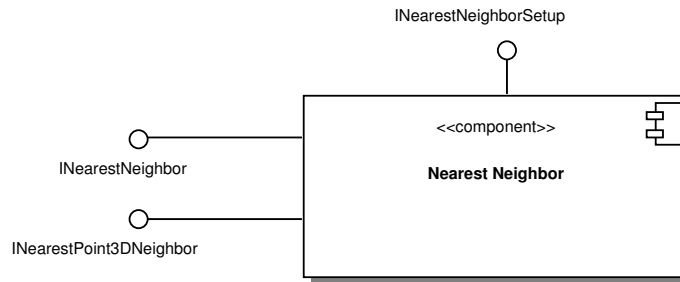 INearestNeighborSetup
<<component>>
INearestNeighbor
Nearest Neighbor
INearestPoint3DNeighbor